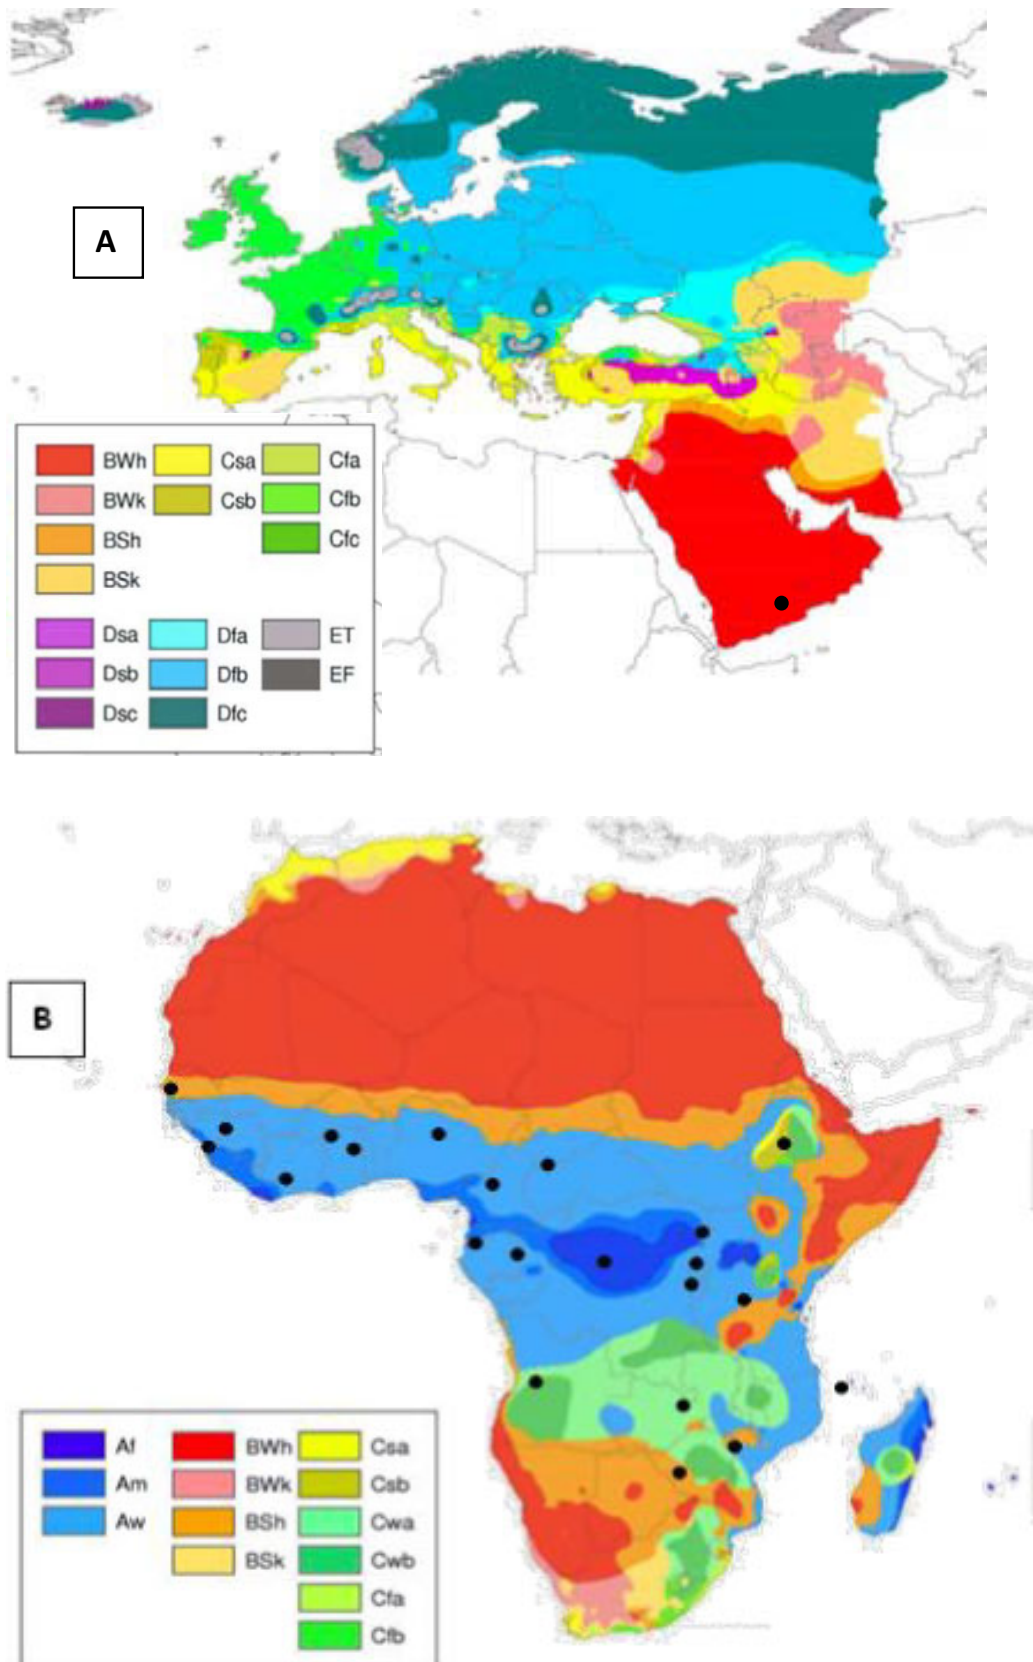 A
BWh Csa Cfa
BWk Csb Cfb
BSh Cfc
BSk
Dsa Dfa ET
Dsb Dfb EF
Dsc Dfc
B
Af BWh Csa
Am BWk Csb
Aw BSh Cwa
BSk Cwb
Cfa
Cfb